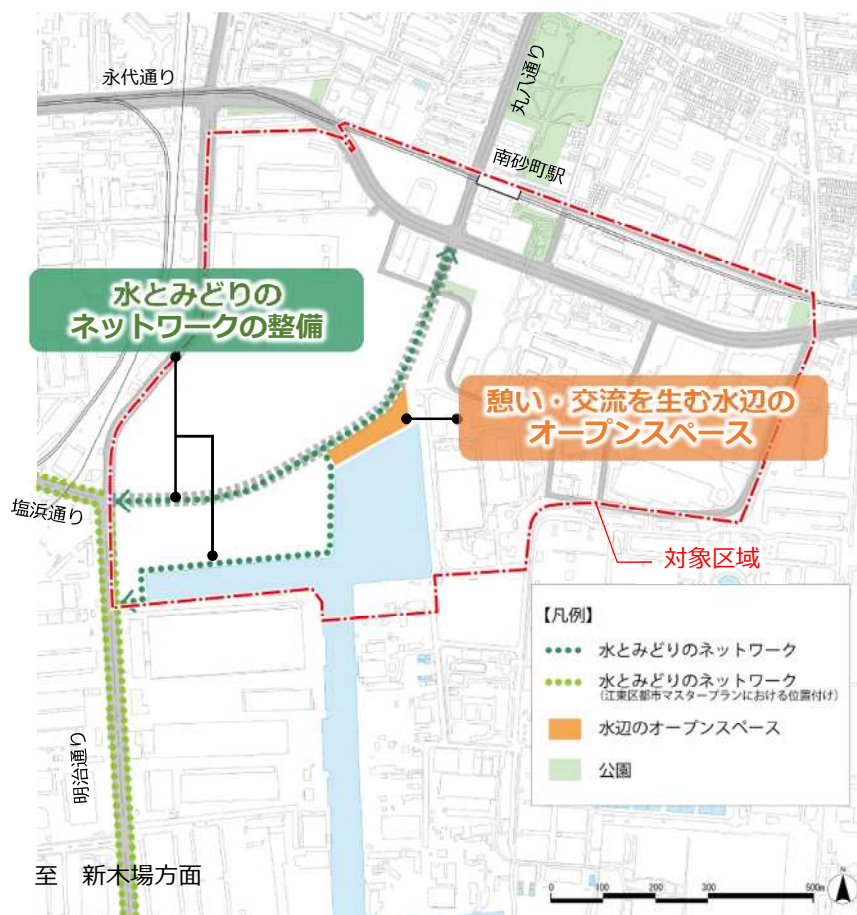 永代通り
丸八通り
南砂町駅
水とみどりの
ネットワークの整備
憩い・交流を生む水辺の
オープンスペース
塩浜通り
対象区域
【凡例】
水とみどりのネットワーク
水とみどりのネットワーク
(江東区都市マスタープランにおける位置付け)
水辺のオープンスペース
公園
明治通り
至 新木場方面
N
0 100 200 300 500m